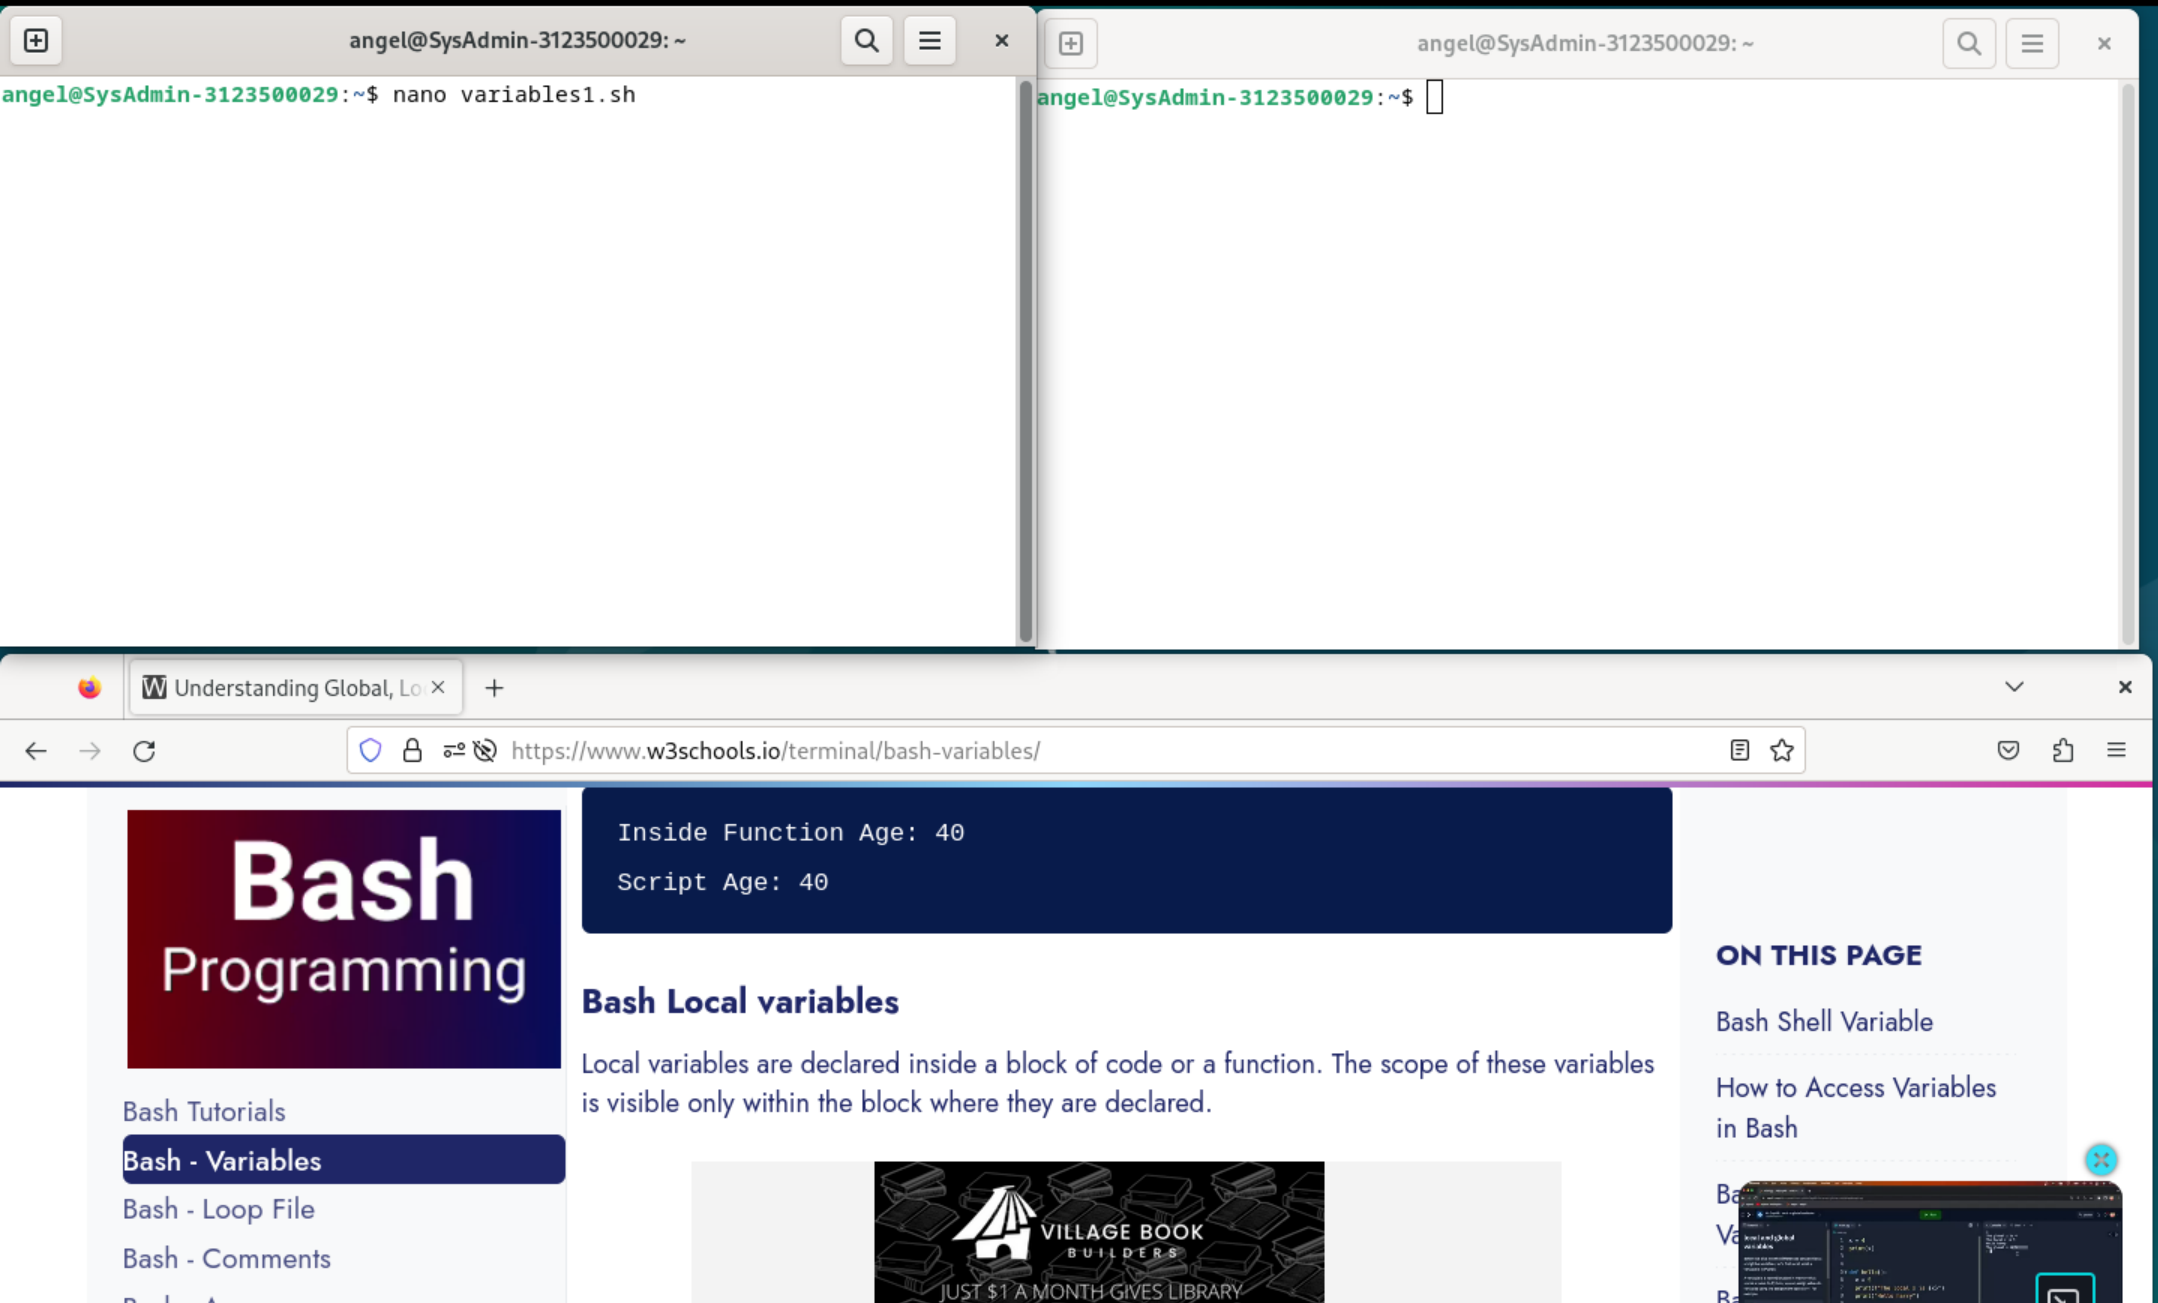 angel@SysAdmin-3123500029: ~
angel@SysAdmin-3123500029:~$ nano variables1.sh
angel@SysAdmin-3123500029: ~
angel@SysAdmin-3123500029:~$
Understanding Global, Lo
https://www.w3schools.io/terminal/bash-variables/
Bash
Programming
Bash Tutorials
Bash - Variables
Bash - Loop File
Bash - Comments
Inside Function Age: 40
Script Age: 40
Bash Local variables
Local variables are declared inside a block of code or a function. The scope of these variables
is visible only within the block where they are declared.
VILLAGE BOOK
BUILDERS
JUST $1 A MONTH GIVES LIBRARY
ON THIS PAGE
Bash Shell Variable
How to Access Variables
in Bash
local and global
variables